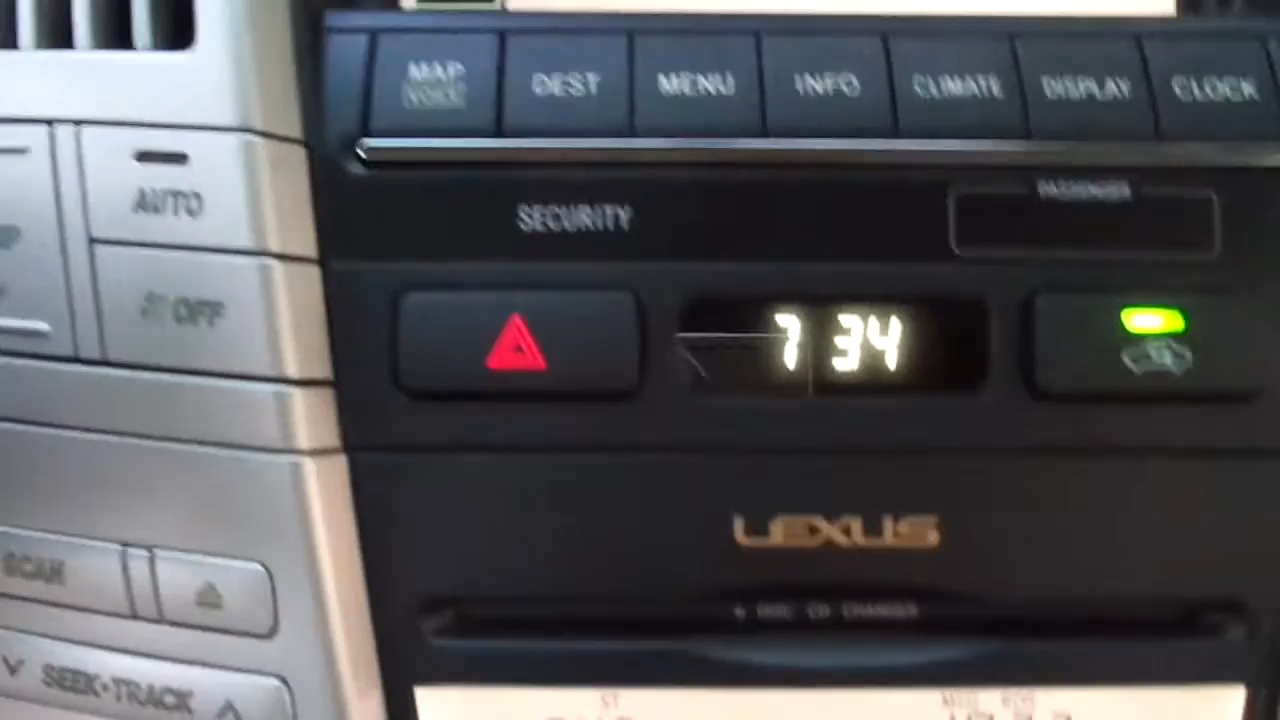 MAP DEST MENU INFO CLIMATE DISPLAY CLOCK
VOICE
AUTO
SECURITY
PASSENGER
OFF
7 34
LEXUS
SCAN
6 DISC CD CHANGER
SEEK•TRACK
ST